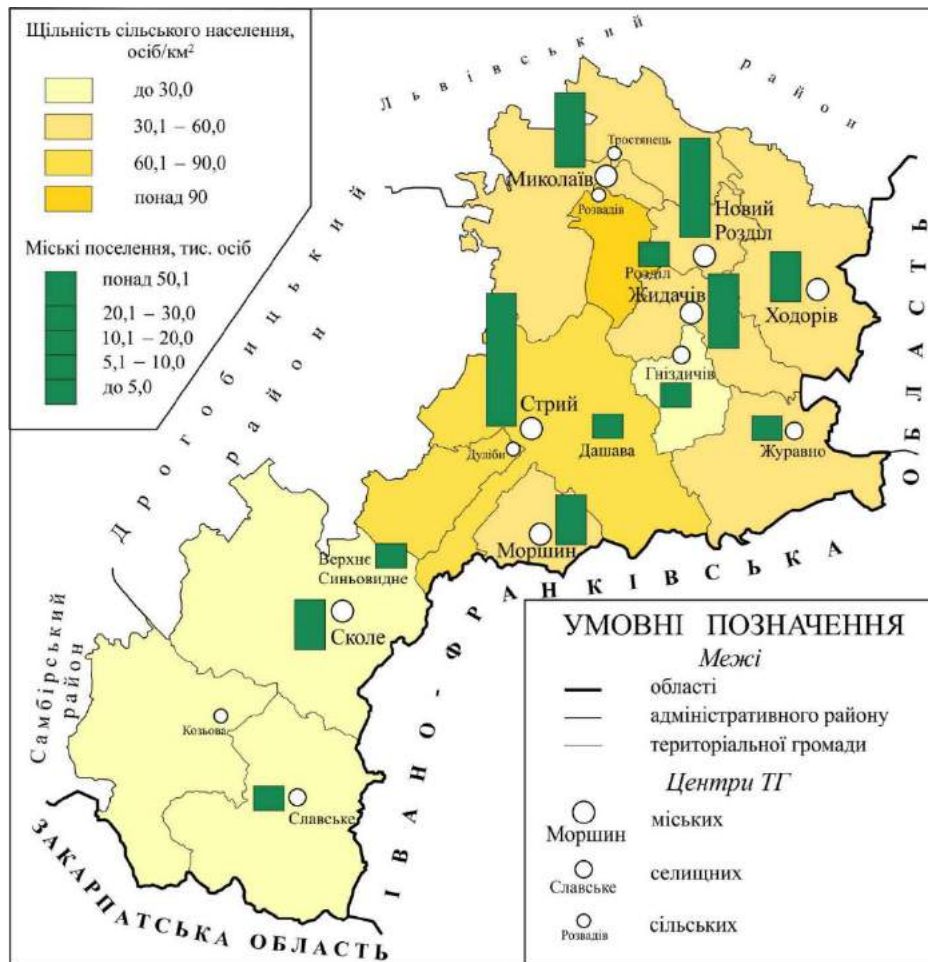 Щільність сільського населення,
осіб/км²
до 30,0
30,1 – 60,0
60,1 – 90,0
понад 90
Міські поселення, тис. осіб
понад 50,1
20,1 – 30,0
10,1 – 20,0
5,1 – 10,0
до 5,0
Львівський район
Дрогобицький район
Самбірський район
ЗАКАРПАТСЬКА ОБЛАСТЬ
ІВАНО-ФРАНКІВСЬКА ОБЛАСТЬ
Тростянець
Миколаїв
Розвадів
Новий
Розділ
Розділ
Жидачів
Ходорів
Гніздичів
Стрий
Дуліби
Дашава
Журавно
Моршин
Верхнє
Синьовидне
Сколе
Козьова
Славське
УМОВНІ ПОЗНАЧЕННЯ
Межі
області
адміністративного району
територіальної громади
Центри ТГ
Моршин
міських
Славське
селищних
Розвадів
сільських